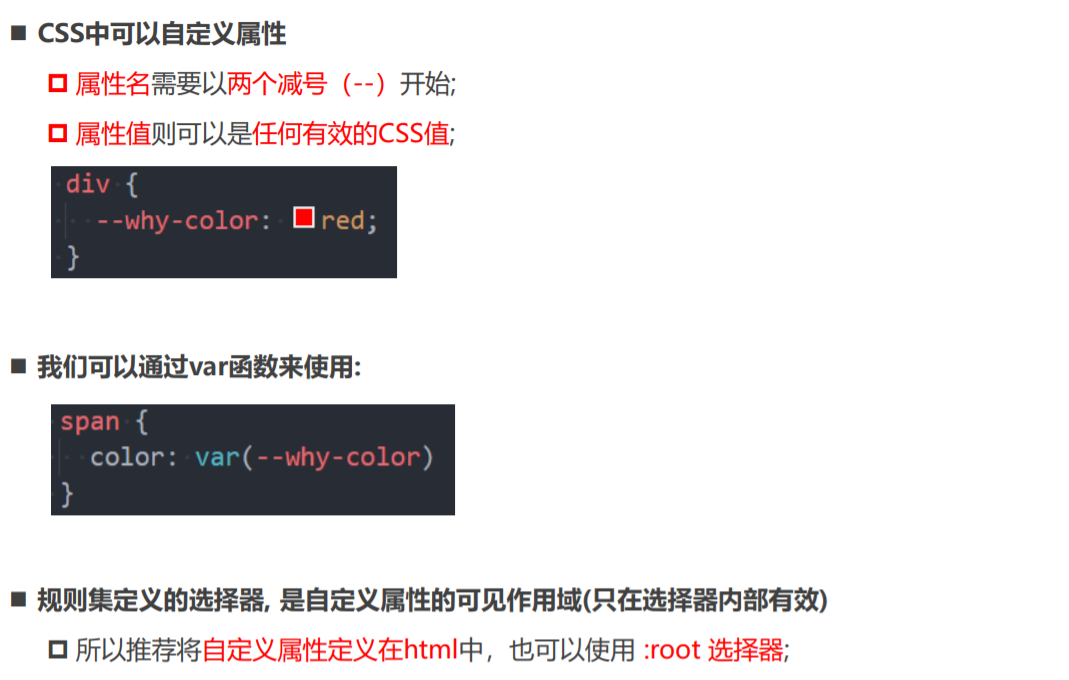 CSS中可以自定义属性
属性名需要以两个减号（--）开始;
属性值则可以是任何有效的CSS值;
div {
--why-color: red;
}
我们可以通过var函数来使用:
span {
color: var(--why-color)
}
规则集定义的选择器, 是自定义属性的可见作用域(只在选择器内部有效)
所以推荐将自定义属性定义在html中，也可以使用 :root 选择器;